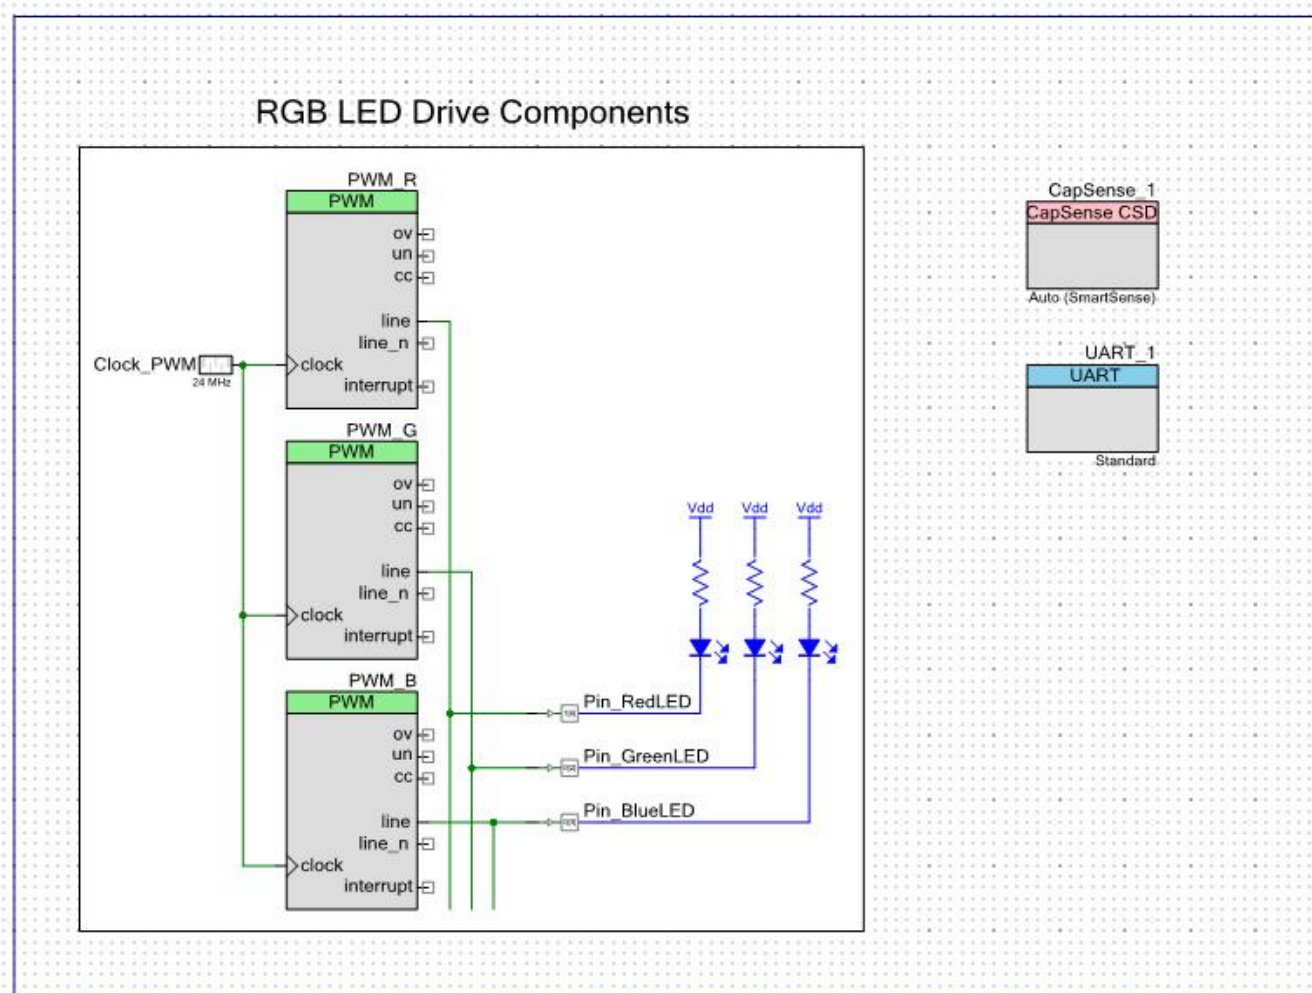 RGB LED Drive Components
PWM_R
PWM
ov
un
cc
line
line_n
clock
interrupt
Clock_PWM
24 MHz
PWM_G
PWM
ov
un
cc
line
line_n
clock
interrupt
PWM_B
PWM
ov
un
cc
line
line_n
clock
interrupt
Vdd Vdd Vdd
Pin_RedLED
Pin_GreenLED
Pin_BlueLED
CapSense_1
CapSense CSD
Auto (SmartSense)
UART_1
UART
Standard